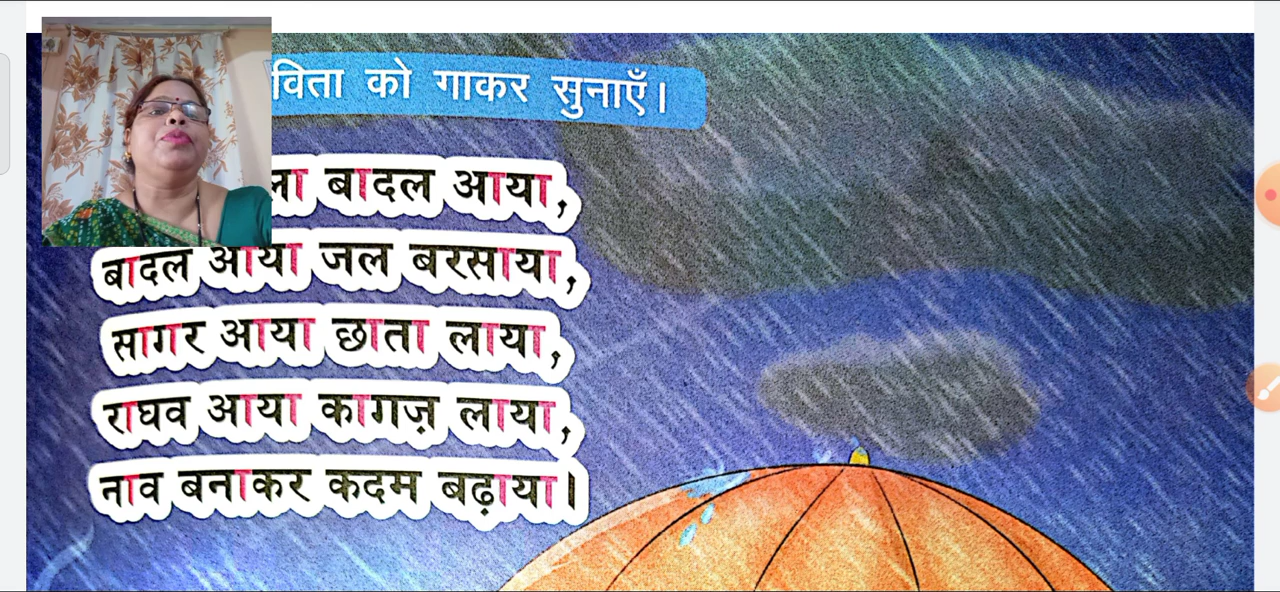 को गाकर सुनाएँ।
बादल आया,
बादल आया जल बरसाया,
सागर आया छाता लाया,
राघव आया कागज़ लाया,
नाव बनाकर कदम बढ़ाया।